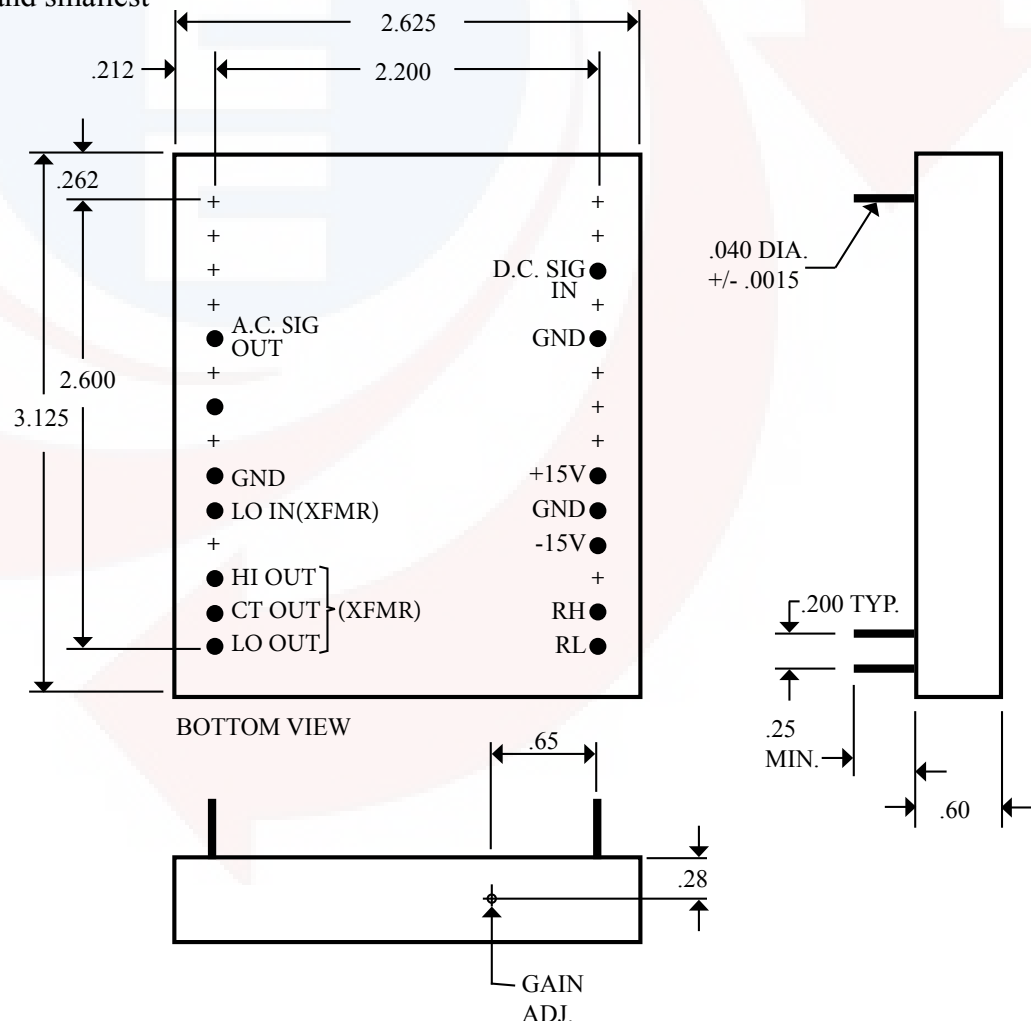 and smallest
2.625
.212
2.200
.262
2.600
3.125
D.C. SIG
IN
A.C. SIG
OUT
GND
GND
+15V
LO IN(XFMR)
GND
-15V
HI OUT
CT OUT
(XFMR)
RH
LO OUT
RL
BOTTOM VIEW
.040 DIA.
+/- .0015
.200 TYP.
.25
MIN.
.60
.65
.28
GAIN
ADJ.